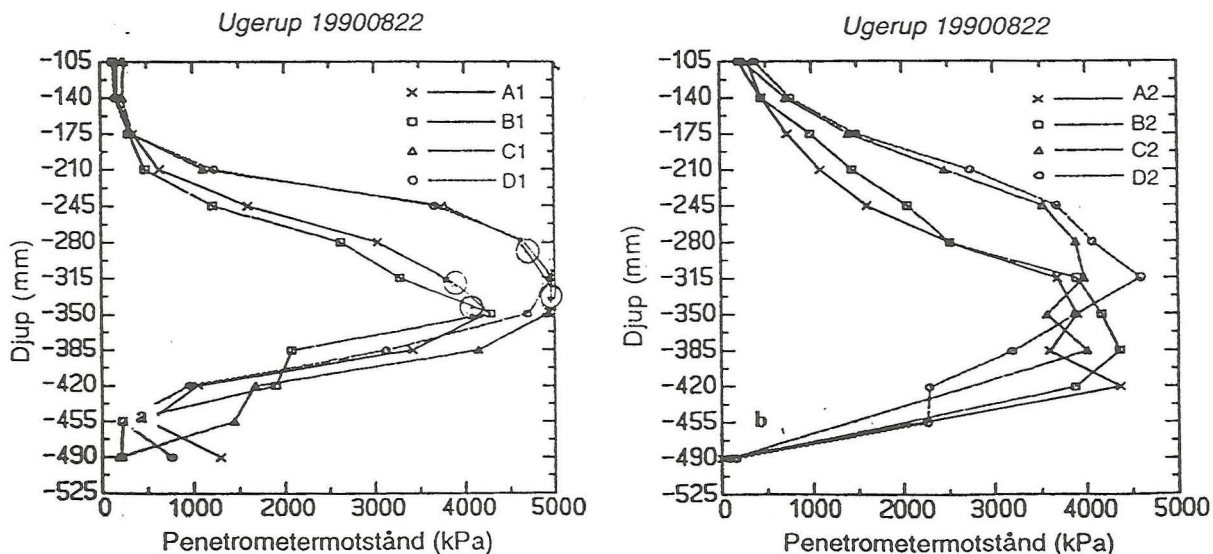 Ugerup 19900822
-105
-140
-175
-210
-245
-280
-315
-350
-385
-420
-455
-490
-525
Djup (mm)
A1
B1
C1
D1
a
0 1000 2000 3000 4000 5000
Penetrometermotstånd (kPa)
Ugerup 19900822
-105
-140
-175
-210
-245
-280
-315
-350
-385
-420
-455
-490
-525
Djup (mm)
A2
B2
C2
D2
b
0 1000 2000 3000 4000 5000
Penetrometermotstånd (kPa)